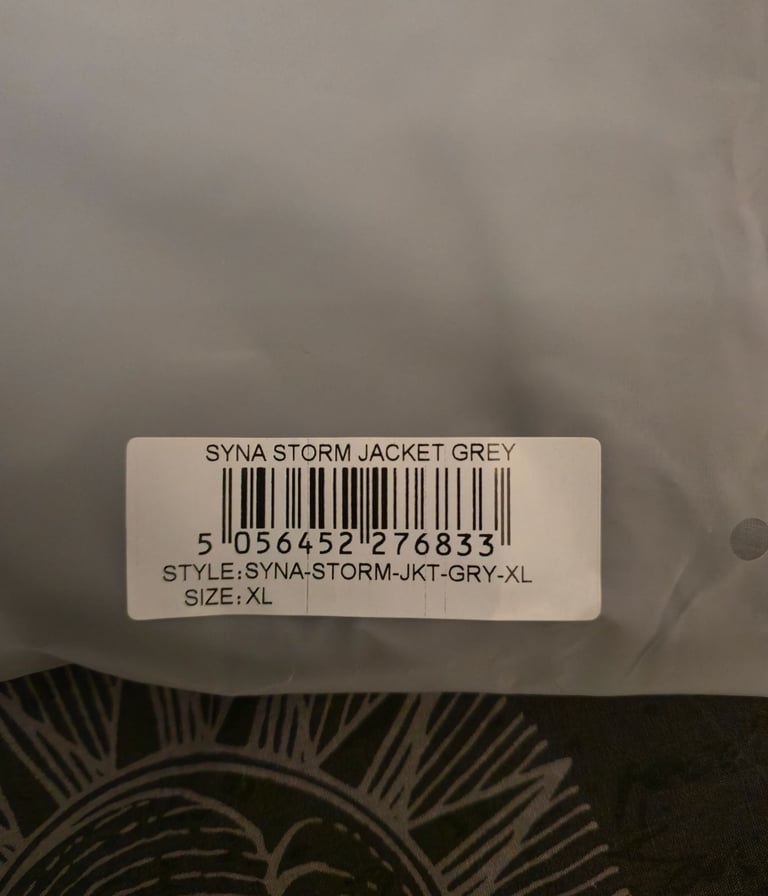 SYNA STORM JACKET GREY
5 056452 276833
STYLE:SYNA-STORM-JKT-GRY-XL
SIZE: XL